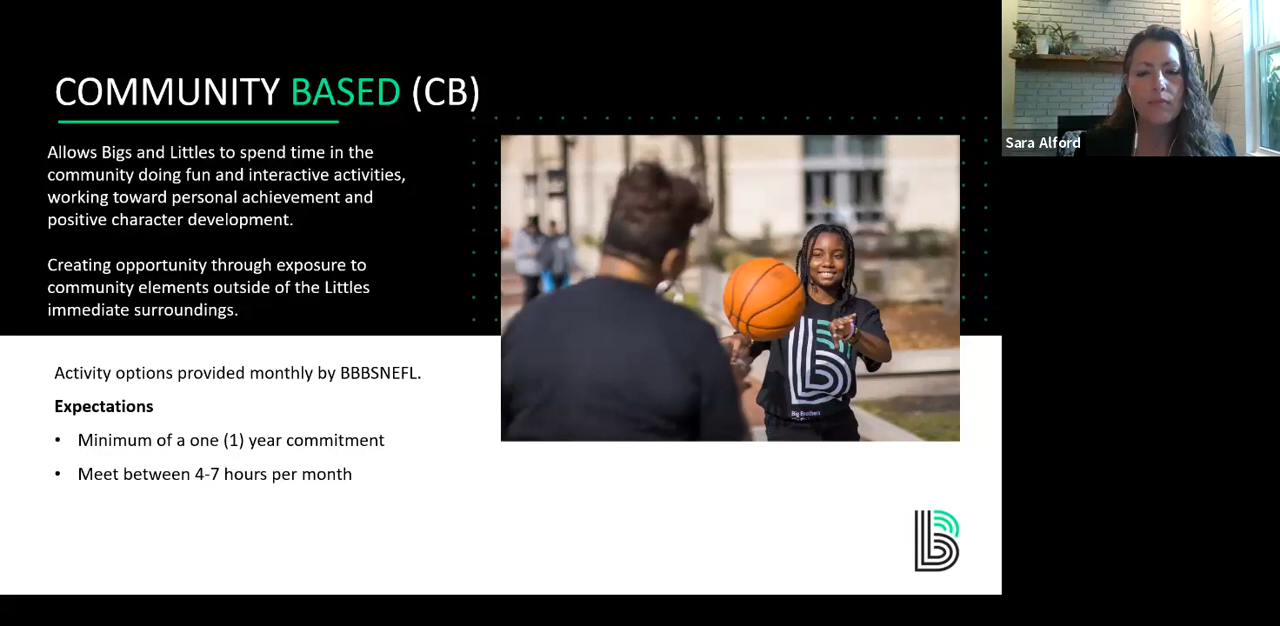 COMMUNITY BASED (CB)
Allows Bigs and Littles to spend time in the
community doing fun and interactive activities,
working toward personal achievement and
positive character development.
Creating opportunity through exposure to
community elements outside of the Littles
immediate surroundings.
Activity options provided monthly by BBBSNEFL.
Expectations
• Minimum of a one (1) year commitment
• Meet between 4-7 hours per month
Big Brothers
Sara Alford